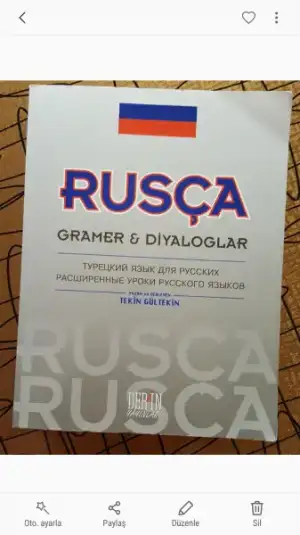 RUSÇA
GRAMER & DİYALOGLAR
ТУРЕЦКИЙ ЯЗЫК ДЛЯ РУССКИХ
РАСШИРЕННЫЕ УРОКИ РУССКОГО ЯЗЫКОВ
TEKİN GÜLTEKİN
RUSÇA
RUSÇA
DERİN
YAYINLARI
Oto. ayarla
Paylaş
Düzenle
Sil